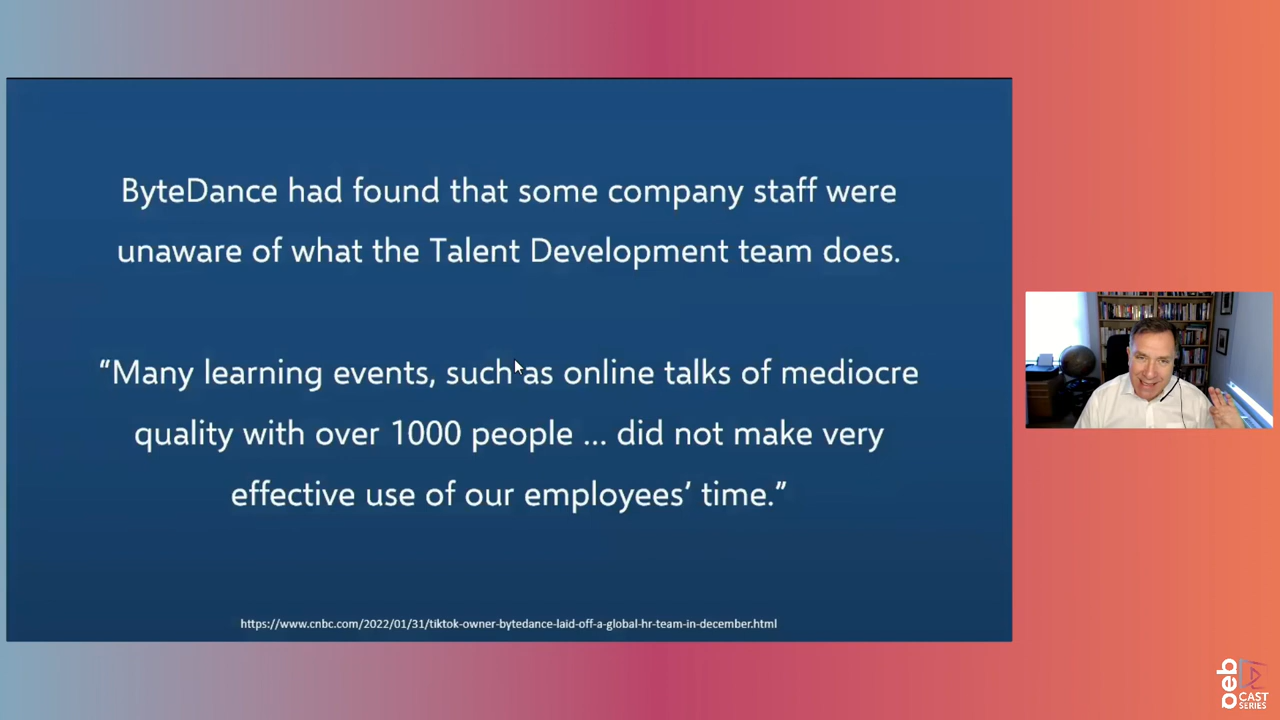 ByteDance had found that some company staff were
unaware of what the Talent Development team does.
“Many learning events, such as online talks of mediocre
quality with over 1000 people ... did not make very
effective use of our employees’ time.”
https://www.cnbc.com/2022/01/31/tiktok-owner-bytedance-laid-off-a-global-hr-team-in-december.html
oeb
CAST
SERIES